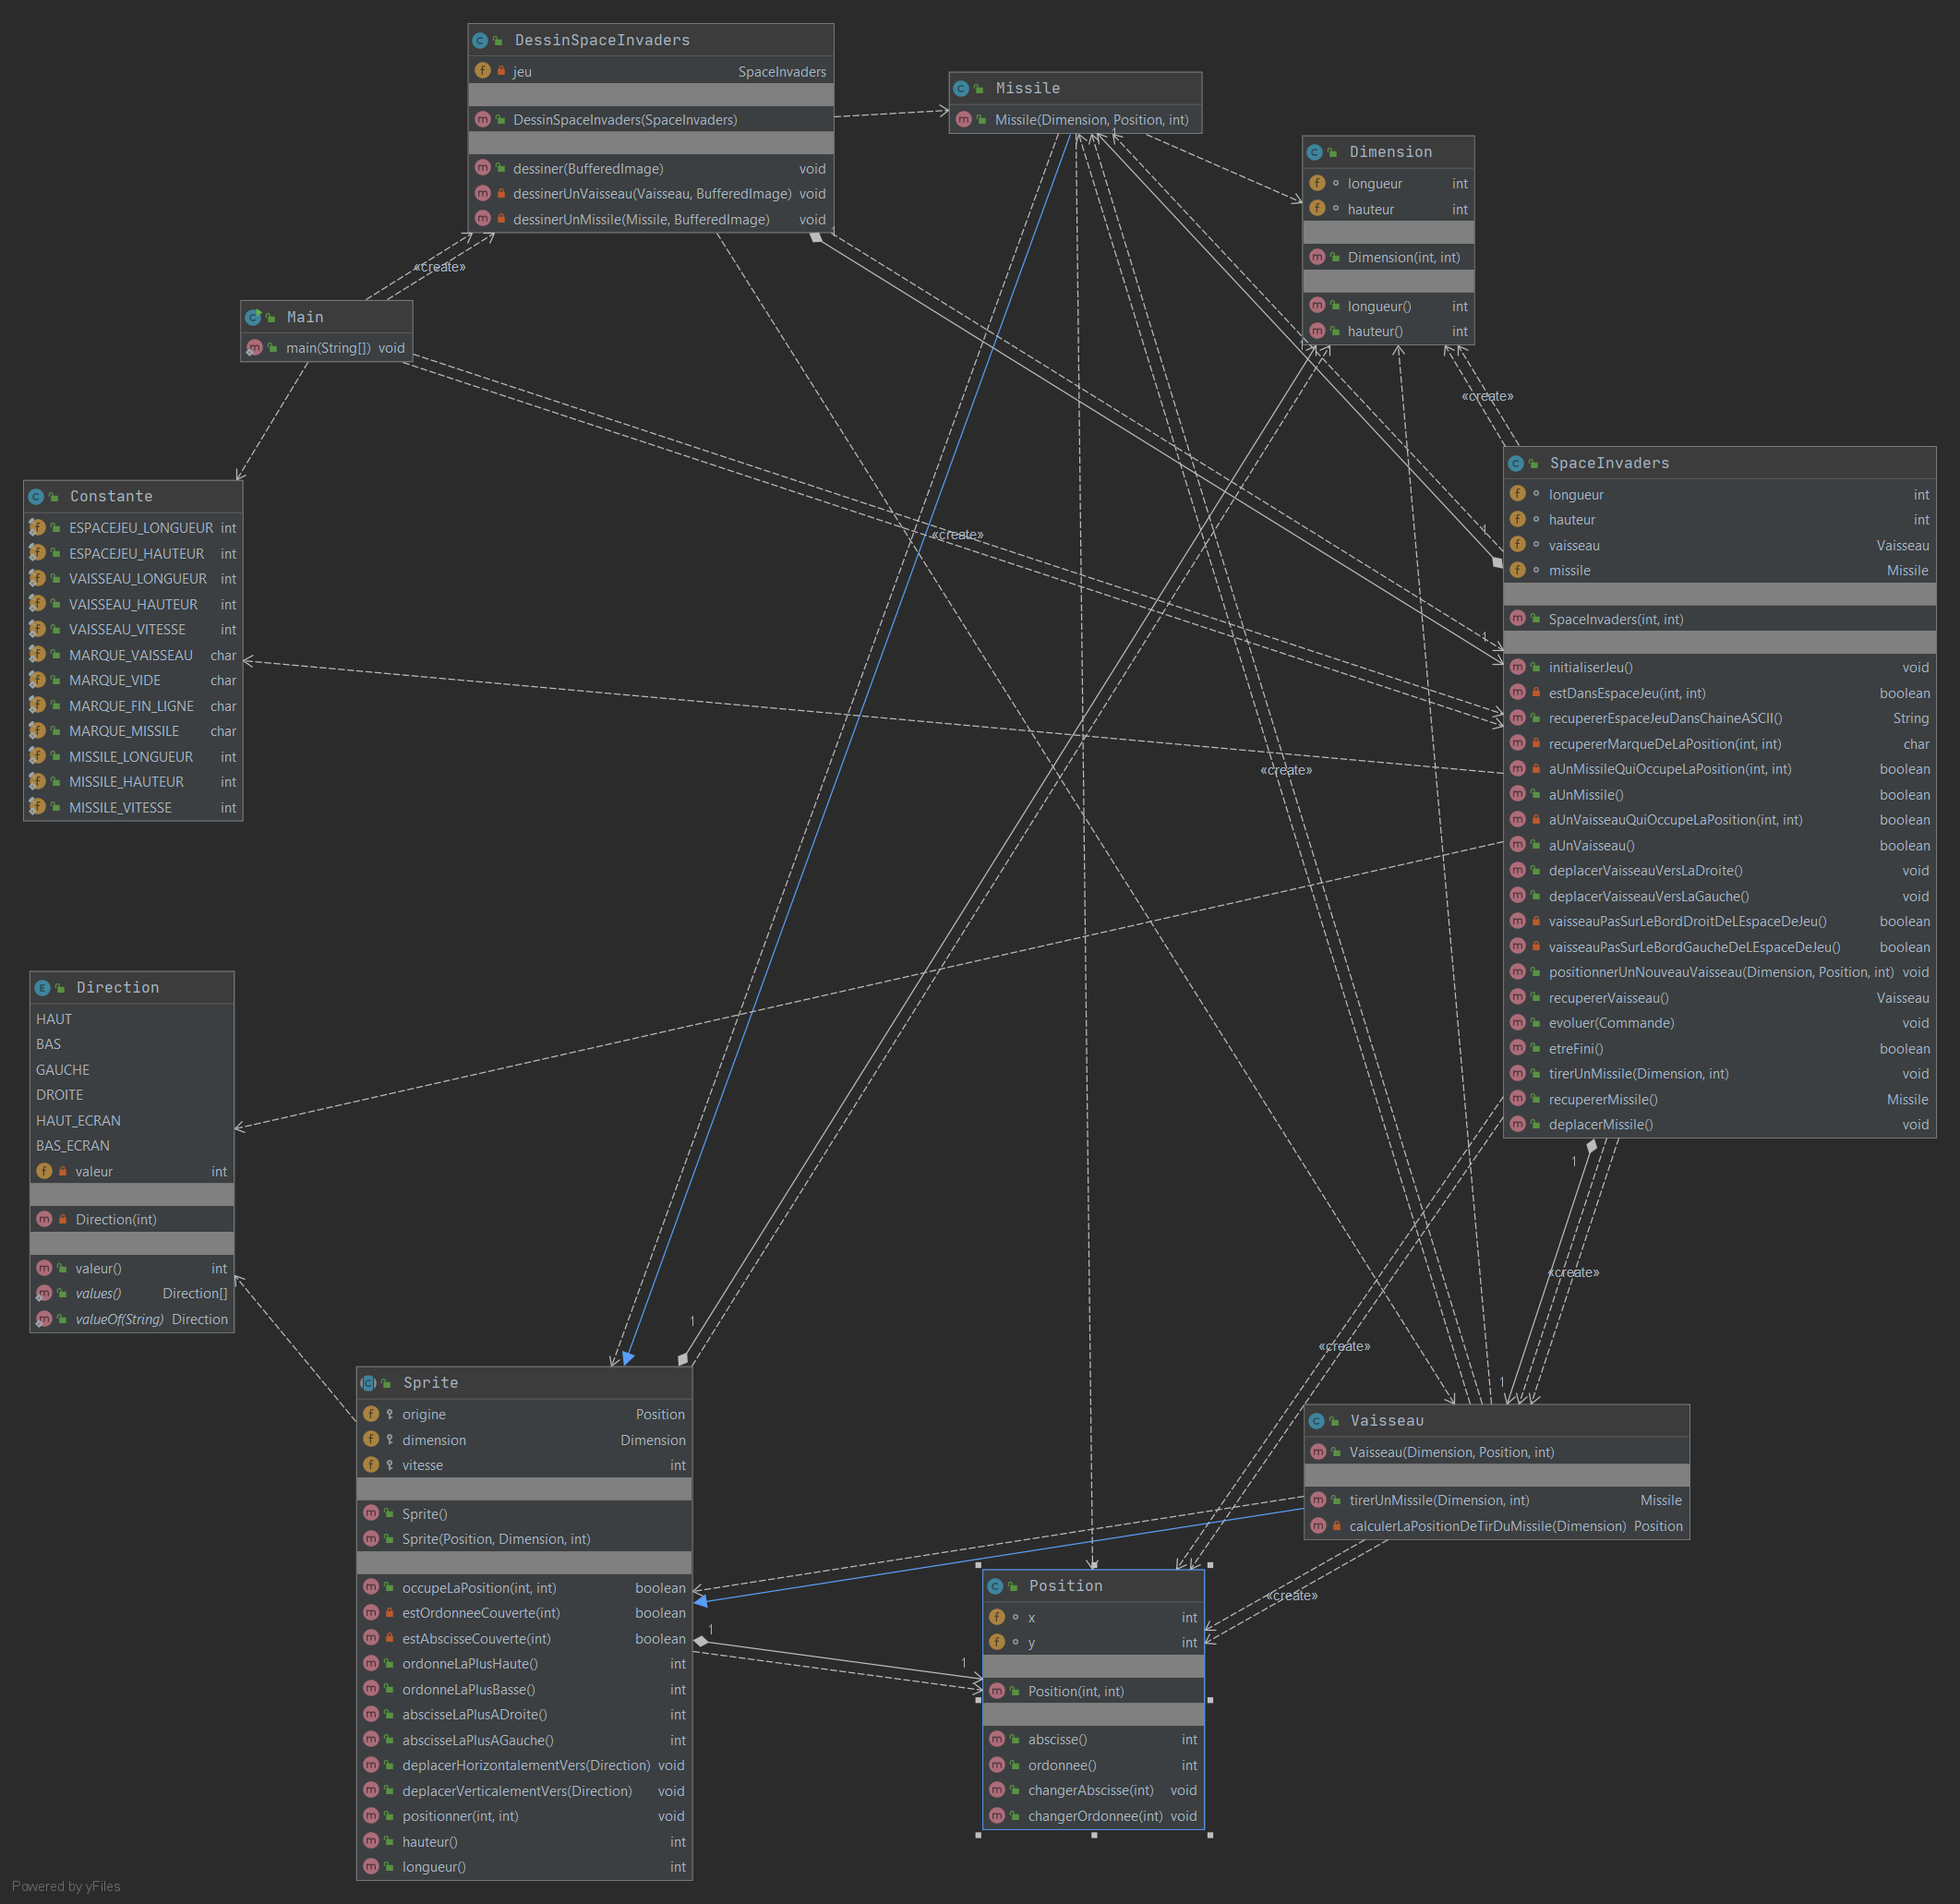 DessinSpaceInvaders
jeu SpaceInvaders
DessinSpaceInvaders(SpaceInvaders)
dessiner(BufferedImage) void
dessinerUnVaisseau(Vaisseau, BufferedImage) void
dessinerUnMissile(Missile, BufferedImage) void
Missile
Missile(Dimension, Position, int)
1
Dimension
longueur int
hauteur int
Dimension(int, int)
longueur() int
hauteur() int
1
«create»
Main
main(String[]) void
1
«create»
Constante
ESPACEJEU_LONGUEUR int
ESPACEJEU_HAUTEUR int
VAISSEAU_LONGUEUR int
VAISSEAU_HAUTEUR int
VAISSEAU_VITESSE int
MARQUE_VAISSEAU char
MARQUE_VIDE char
MARQUE_FIN_LIGNE char
MARQUE_MISSILE char
MISSILE_LONGUEUR int
MISSILE_HAUTEUR int
MISSILE_VITESSE int
«create»
«create»
1
1
SpaceInvaders
longueur int
hauteur int
vaisseau Vaisseau
missile Missile
SpaceInvaders(int, int)
initialiserJeu() void
estDansEspaceJeu(int, int) boolean
recupererEspaceJeuDansChaineASCII() String
recupererMarqueDeLaPosition(int, int) char
aUnMissileQuiOccupeLaPosition(int, int) boolean
aUnMissile() boolean
aUnVaisseauQuiOccupeLaPosition(int, int) boolean
aUnVaisseau() boolean
deplacerVaisseauVersLaDroite() void
deplacerVaisseauVersLaGauche() void
vaisseauPasSurLeBordDroitDeLEspaceDeJeu() boolean
vaisseauPasSurLeBordGaucheDeLEspaceDeJeu() boolean
positionnerUnNouveauVaisseau(Dimension, Position, int) void
recupererVaisseau() Vaisseau
evoluer(Commande) void
etreFini() boolean
tirerUnMissile(Dimension, int) void
recupererMissile() Missile
deplacerMissile() void
Direction
HAUT
BAS
GAUCHE
DROITE
HAUT_ECRAN
BAS_ECRAN
valeur int
Direction(int)
valeur() int
values() Direction[]
valueOf(String) Direction
1
«create»
1
«create»
1
Sprite
origine Position
dimension Dimension
vitesse int
Sprite()
Sprite(Position, Dimension, int)
occupeLaPosition(int, int) boolean
estOrdonneeCouverte(int) boolean
estAbscisseCouverte(int) boolean
ordonneLaPlusHaute() int
ordonneLaPlusBasse() int
abscisseLaPlusADroite() int
abscisseLaPlusAGauche() int
deplacerHorizontalementVers(Direction) void
deplacerVerticalementVers(Direction) void
positionner(int, int) void
hauteur() int
longueur() int
Vaisseau
Vaisseau(Dimension, Position, int)
tirerUnMissile(Dimension, int) Missile
calculerLaPositionDeTirDuMissile(Dimension) Position
«create»
1
1
Position
x int
y int
Position(int, int)
abscisse() int
ordonnee() int
changerAbscisse(int) void
changerOrdonnee(int) void
Powered by yFiles